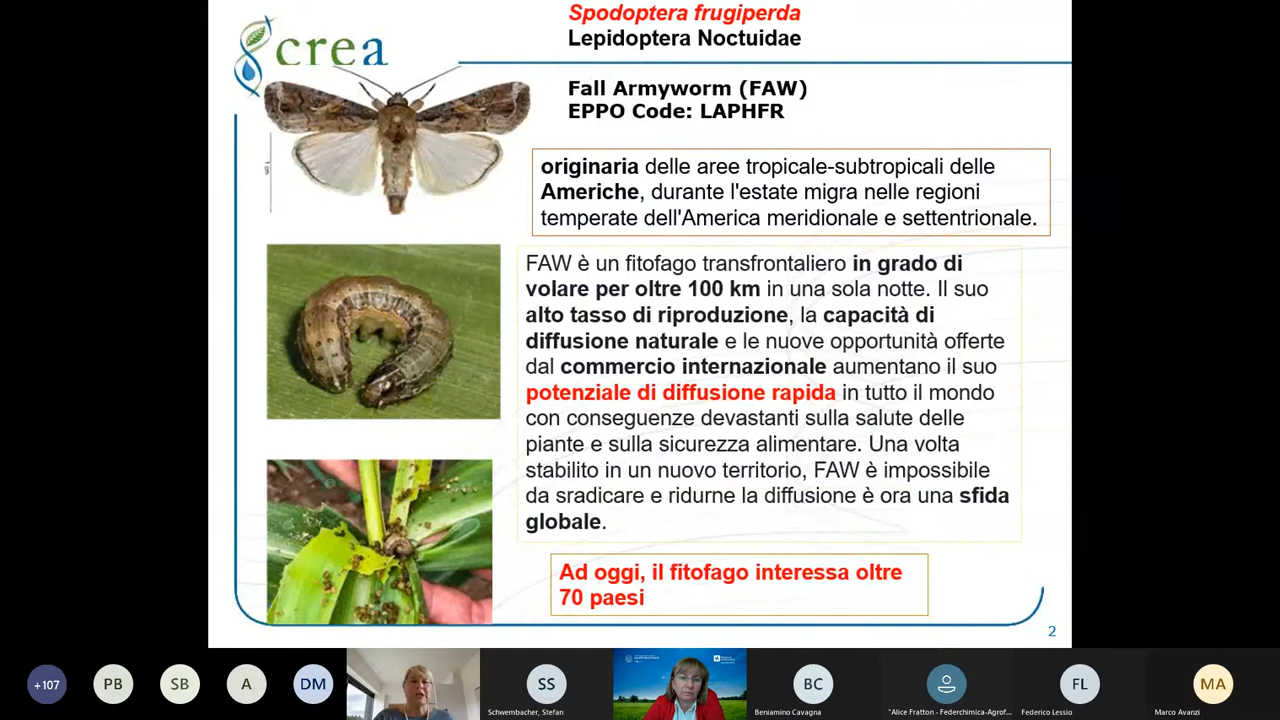 Spodoptera frugiperda
Lepidoptera Noctuidae
crea
Fall Armyworm (FAW)
EPPO Code: LAPHFR
originaria delle aree tropicale-subtropicali delle
Americhe, durante l'estate migra nelle regioni
temperate dell'America meridionale e settentrionale.
FAW è un fitofago transfrontaliero in grado di
volare per oltre 100 km in una sola notte. Il suo
alto tasso di riproduzione, la capacità di
diffusione naturale e le nuove opportunità offerte
dal commercio internazionale aumentano il suo
potenziale di diffusione rapida in tutto il mondo
con conseguenze devastanti sulla salute delle
piante e sulla sicurezza alimentare. Una volta
stabilito in un nuovo territorio, FAW è impossibile
da sradicare e ridurne la diffusione è ora una sfida
globale.
Ad oggi, il fitofago interessa oltre
70 paesi
2
+107
PB
SB
A
DM
SS
BC
FL
MA
Schwembacher, Stefan
Beniamino Cavagna
"Alice Fratton - Federchimica-Agrof...
Federico Lessio
Marco Avanzi